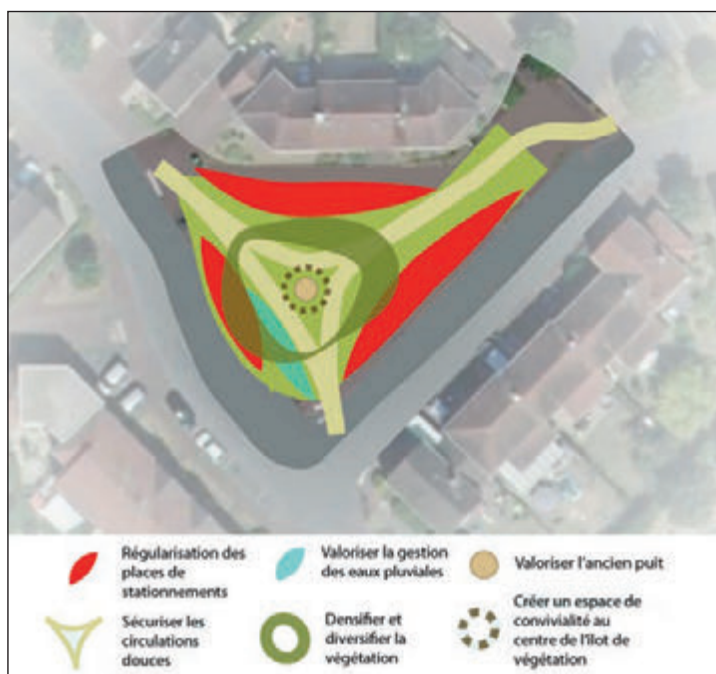 Régularisation des
places de
stationnements
Valoriser la gestion
des eaux pluviales
Valoriser l'ancien puit
Sécuriser les
circulations
douces
Densifier et
diversifier la
végétation
Créer un espace de
convivialité au
centre de l'îlot de
végétation